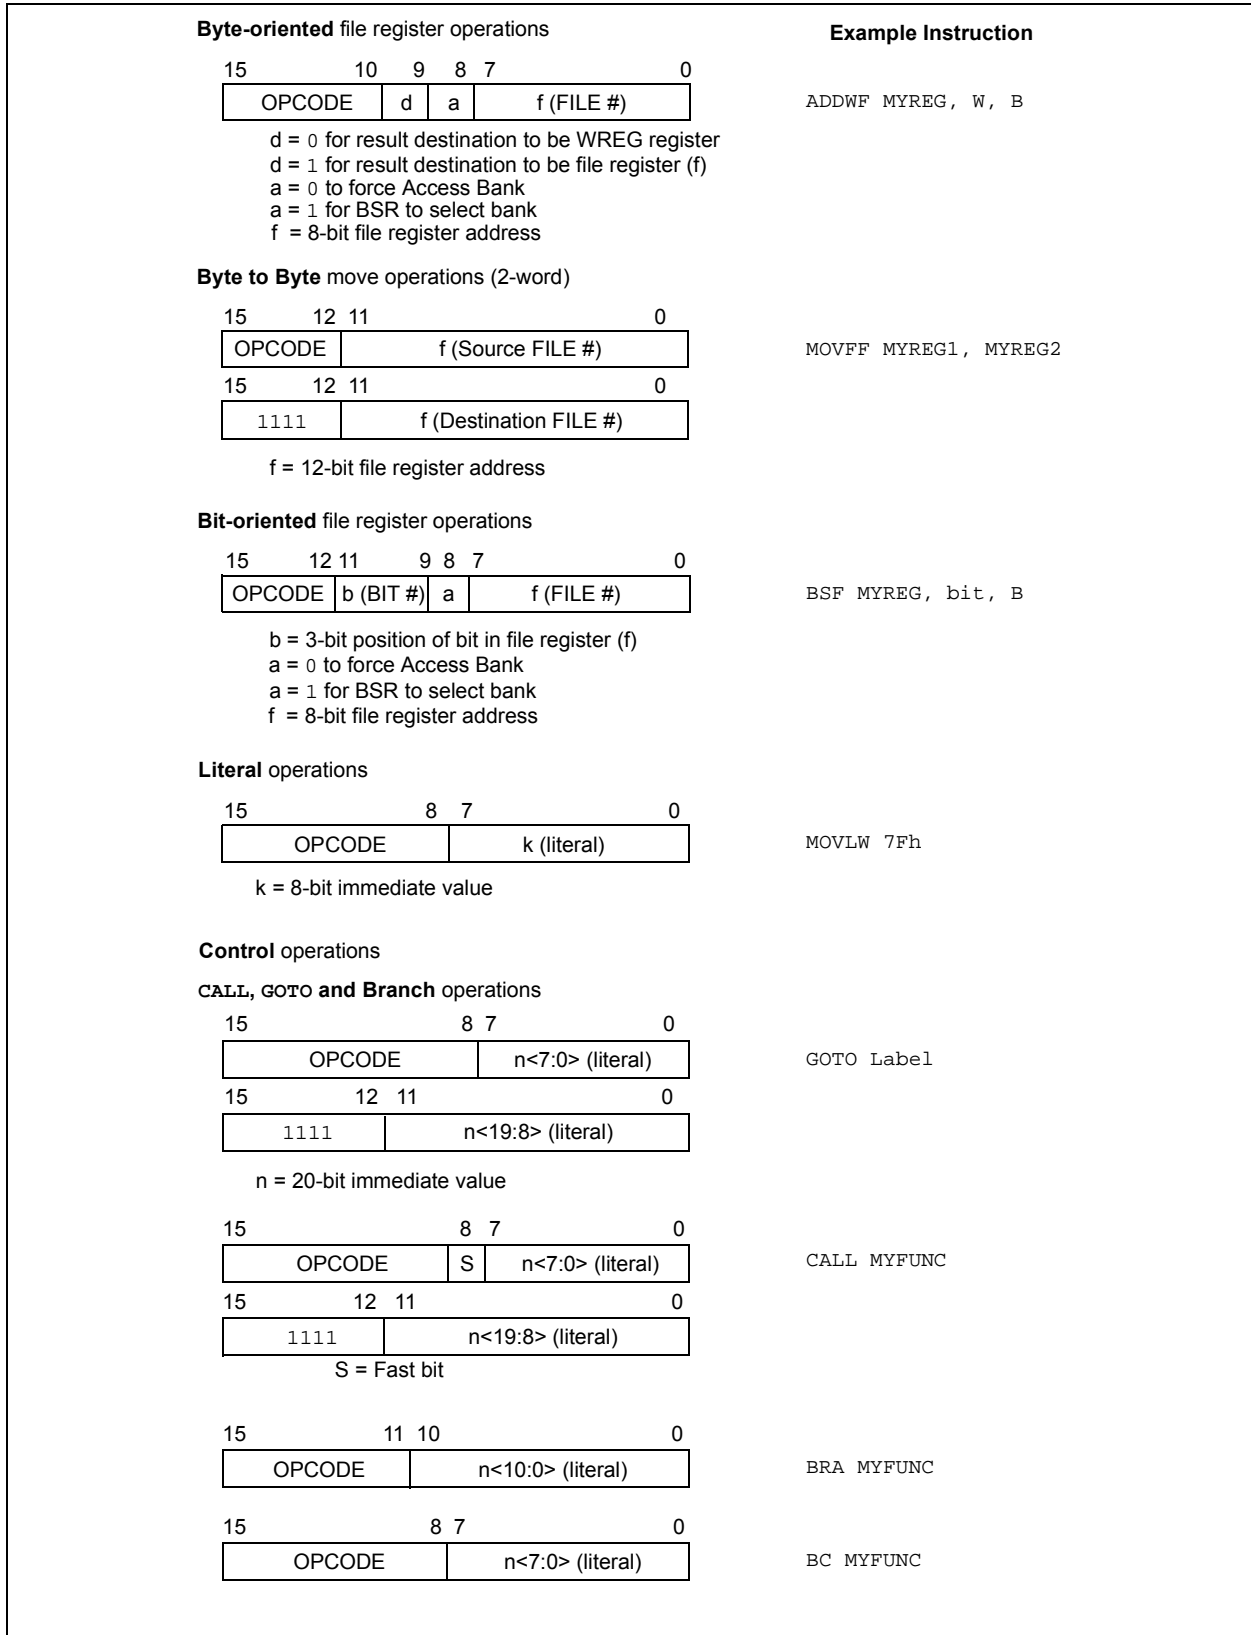 Byte-oriented file register operations
Example Instruction
15 10 9 8 7 0
OPCODE d a f (FILE #)
ADDWF MYREG, W, B
d = 0 for result destination to be WREG register
d = 1 for result destination to be file register (f)
a = 0 to force Access Bank
a = 1 for BSR to select bank
f = 8-bit file register address
Byte to Byte move operations (2-word)
15 12 11 0
OPCODE f (Source FILE #)
MOVFF MYREG1, MYREG2
15 12 11 0
1111 f (Destination FILE #)
f = 12-bit file register address
Bit-oriented file register operations
15 12 11 9 8 7 0
OPCODE b (BIT #) a f (FILE #)
BSF MYREG, bit, B
b = 3-bit position of bit in file register (f)
a = 0 to force Access Bank
a = 1 for BSR to select bank
f = 8-bit file register address
Literal operations
15 8 7 0
OPCODE k (literal)
MOVLW 7Fh
k = 8-bit immediate value
Control operations
CALL, GOTO and Branch operations
15 8 7 0
OPCODE n<7:0> (literal)
GOTO Label
15 12 11 0
1111 n<19:8> (literal)
n = 20-bit immediate value
15 8 7 0
OPCODE S n<7:0> (literal)
CALL MYFUNC
15 12 11 0
1111 n<19:8> (literal)
S = Fast bit
15 11 10 0
OPCODE n<10:0> (literal)
BRA MYFUNC
15 8 7 0
OPCODE n<7:0> (literal)
BC MYFUNC